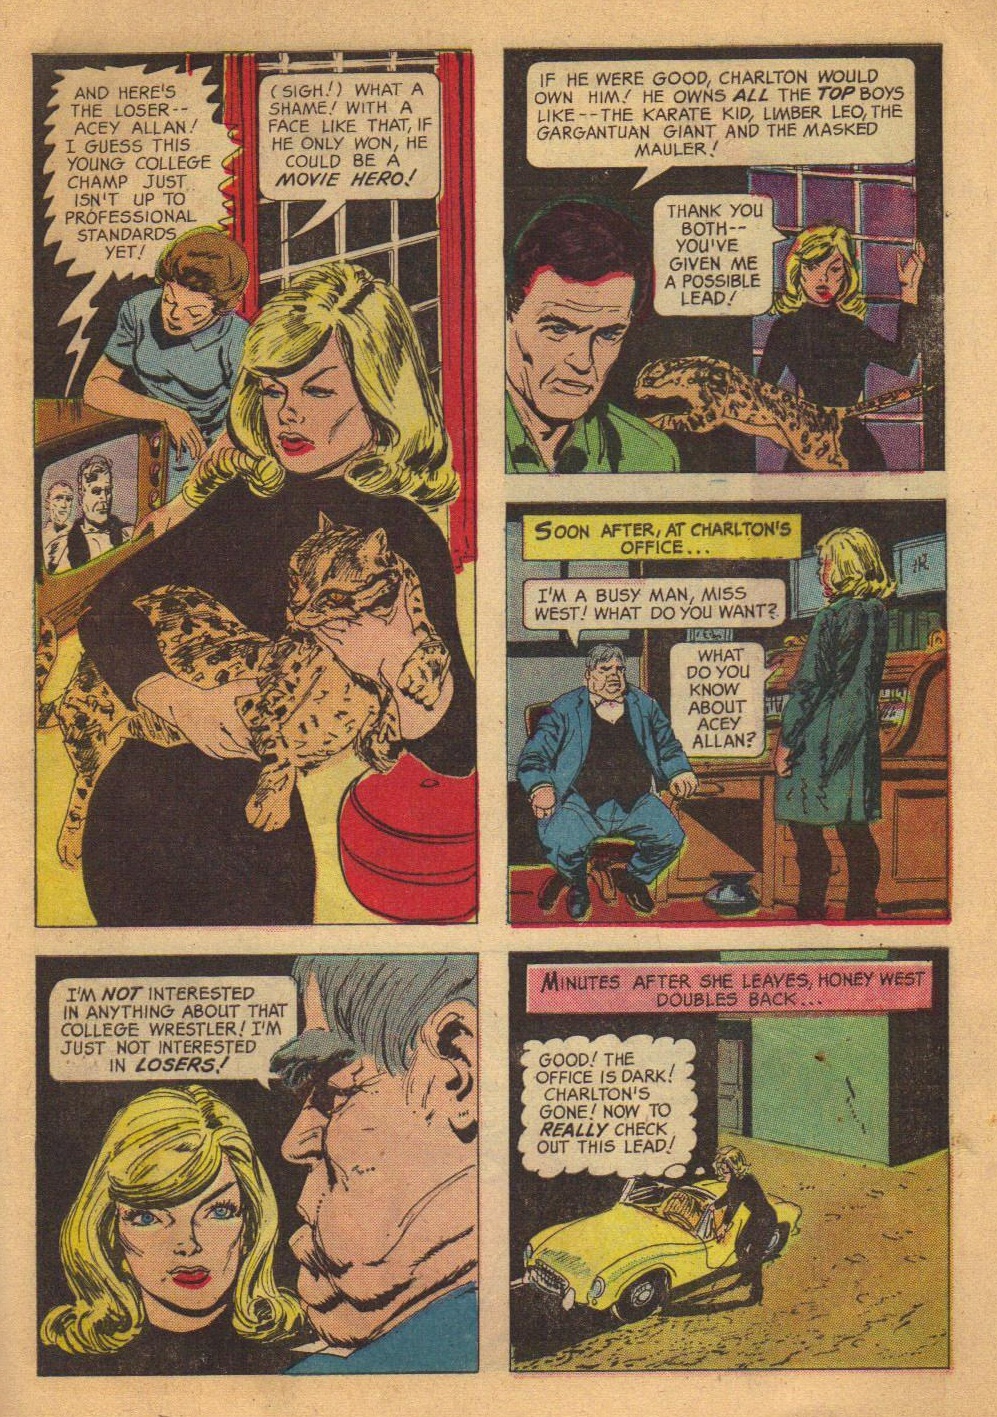 AND HERE'S
THE LOSER--
ACEY ALLAN!
I GUESS THIS
YOUNG COLLEGE
CHAMP JUST
ISN'T UP TO
PROFESSIONAL
STANDARDS
YET!
(SIGH!) WHAT A
SHAME! WITH A
FACE LIKE THAT, IF
HE ONLY WON, HE
COULD BE A
MOVIE HERO!
IF HE WERE GOOD, CHARLTON WOULD
OWN HIM! HE OWNS ALL THE TOP BOYS
LIKE--THE KARATE KID, LIMBER LEO, THE
GARGANTUAN GIANT AND THE MASKED
MAULER!
THANK YOU
BOTH--
YOU'VE
GIVEN ME
A POSSIBLE
LEAD!
SOON AFTER, AT CHARLTON'S
OFFICE...
I'M A BUSY MAN, MISS
WEST! WHAT DO YOU WANT?
WHAT
DO YOU
KNOW
ABOUT
ACEY
ALLAN?
I'M NOT INTERESTED
IN ANYTHING ABOUT THAT
COLLEGE WRESTLER! I'M
JUST NOT INTERESTED
IN LOSERS!
MINUTES AFTER SHE LEAVES, HONEY WEST
DOUBLES BACK...
GOOD! THE
OFFICE IS DARK!
CHARLTON'S
GONE! NOW TO
REALLY CHECK
OUT THIS LEAD!